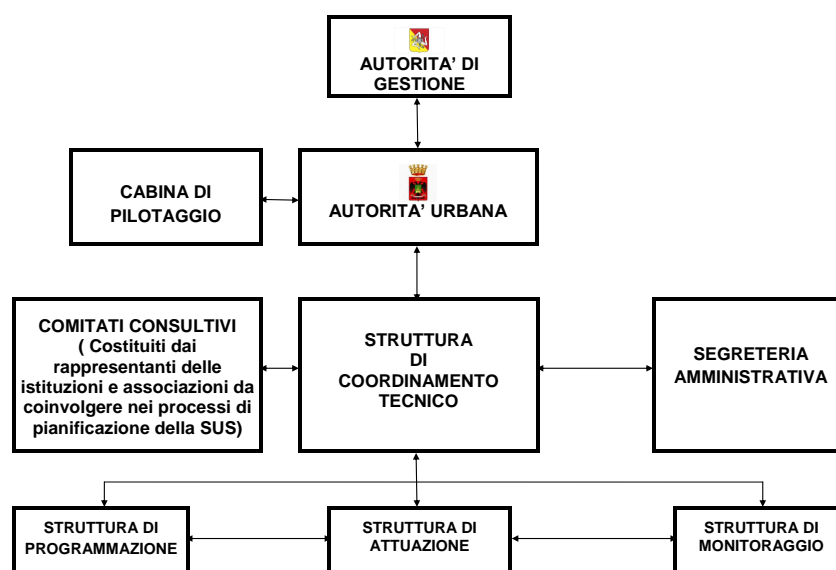 AUTORITA' DI
GESTIONE
CABINA DI
PILOTAGGIO
AUTORITA' URBANA
COMITATI CONSULTIVI
( Costituiti dai
rappresentanti delle
istituzioni e associazioni da
coinvolgere nei processi di
pianificazione della SUS)
STRUTTURA
DI
COORDINAMENTO
TECNICO
SEGRETERIA
AMMINISTRATIVA
STRUTTURA DI
PROGRAMMAZIONE
STRUTTURA DI
ATTUAZIONE
STRUTTURA DI
MONITORAGGIO